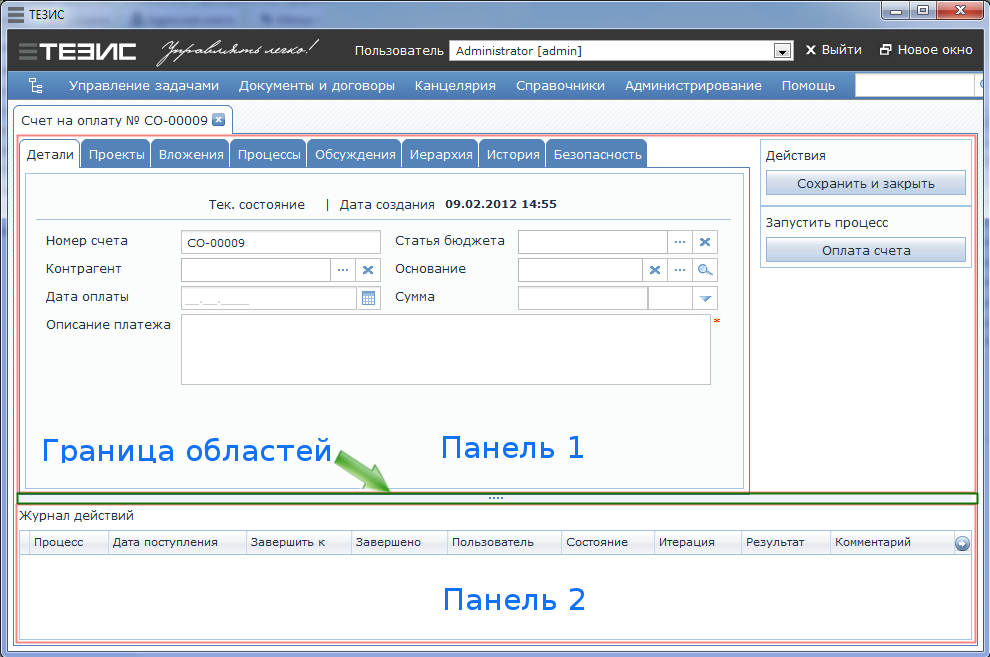 ТЕЗИС
ТЕЗИС Управлять легко! Пользователь Administrator [admin] Выйти Новое окно
Управление задачами Документы и договоры Канцелярия Справочники Администрирование Помощь
Счет на оплату № СО-00009
Детали Проекты Вложения Процессы Обсуждения Иерархия История Безопасность
Действия
Сохранить и закрыть
Запустить процесс
Оплата счета
Тек. состояние | Дата создания 09.02.2012 14:55
Номер счета СО-00009 Статья бюджета
Контрагент Основание
Дата оплаты __.__.____ Сумма
Описание платежа *
Граница областей Панель 1
Журнал действий
Процесс Дата поступления Завершить к Завершено Пользователь Состояние Итерация Результат Комментарий
Панель 2